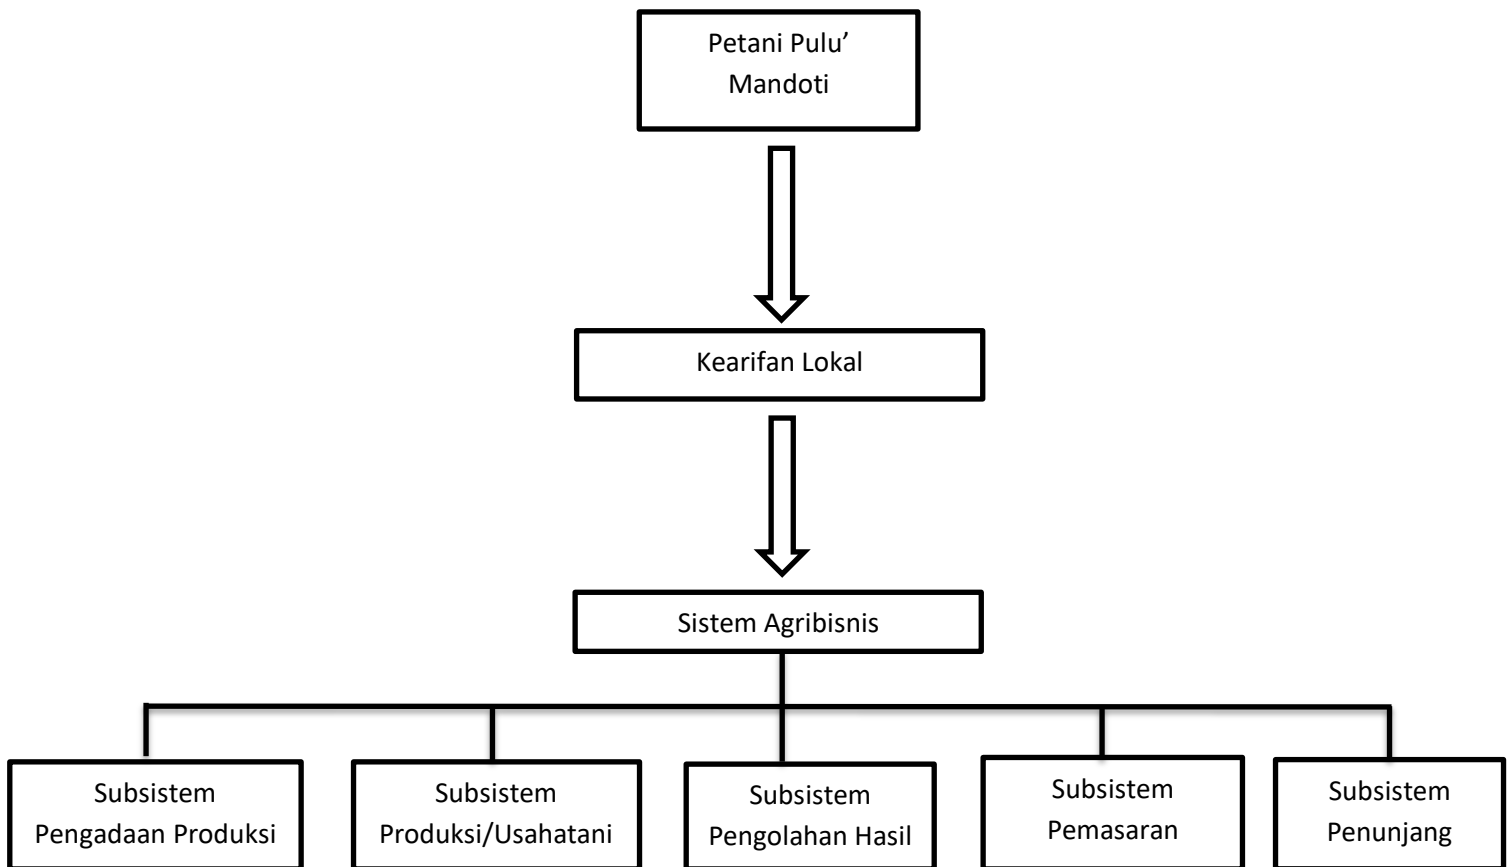 Petani Pulu’
Mandoti
Kearifan Lokal
Sistem Agribisnis
Subsistem
Pengadaan Produksi
Subsistem
Produksi/Usahatani
Subsistem
Pengolahan Hasil
Subsistem
Pemasaran
Subsistem
Penunjang